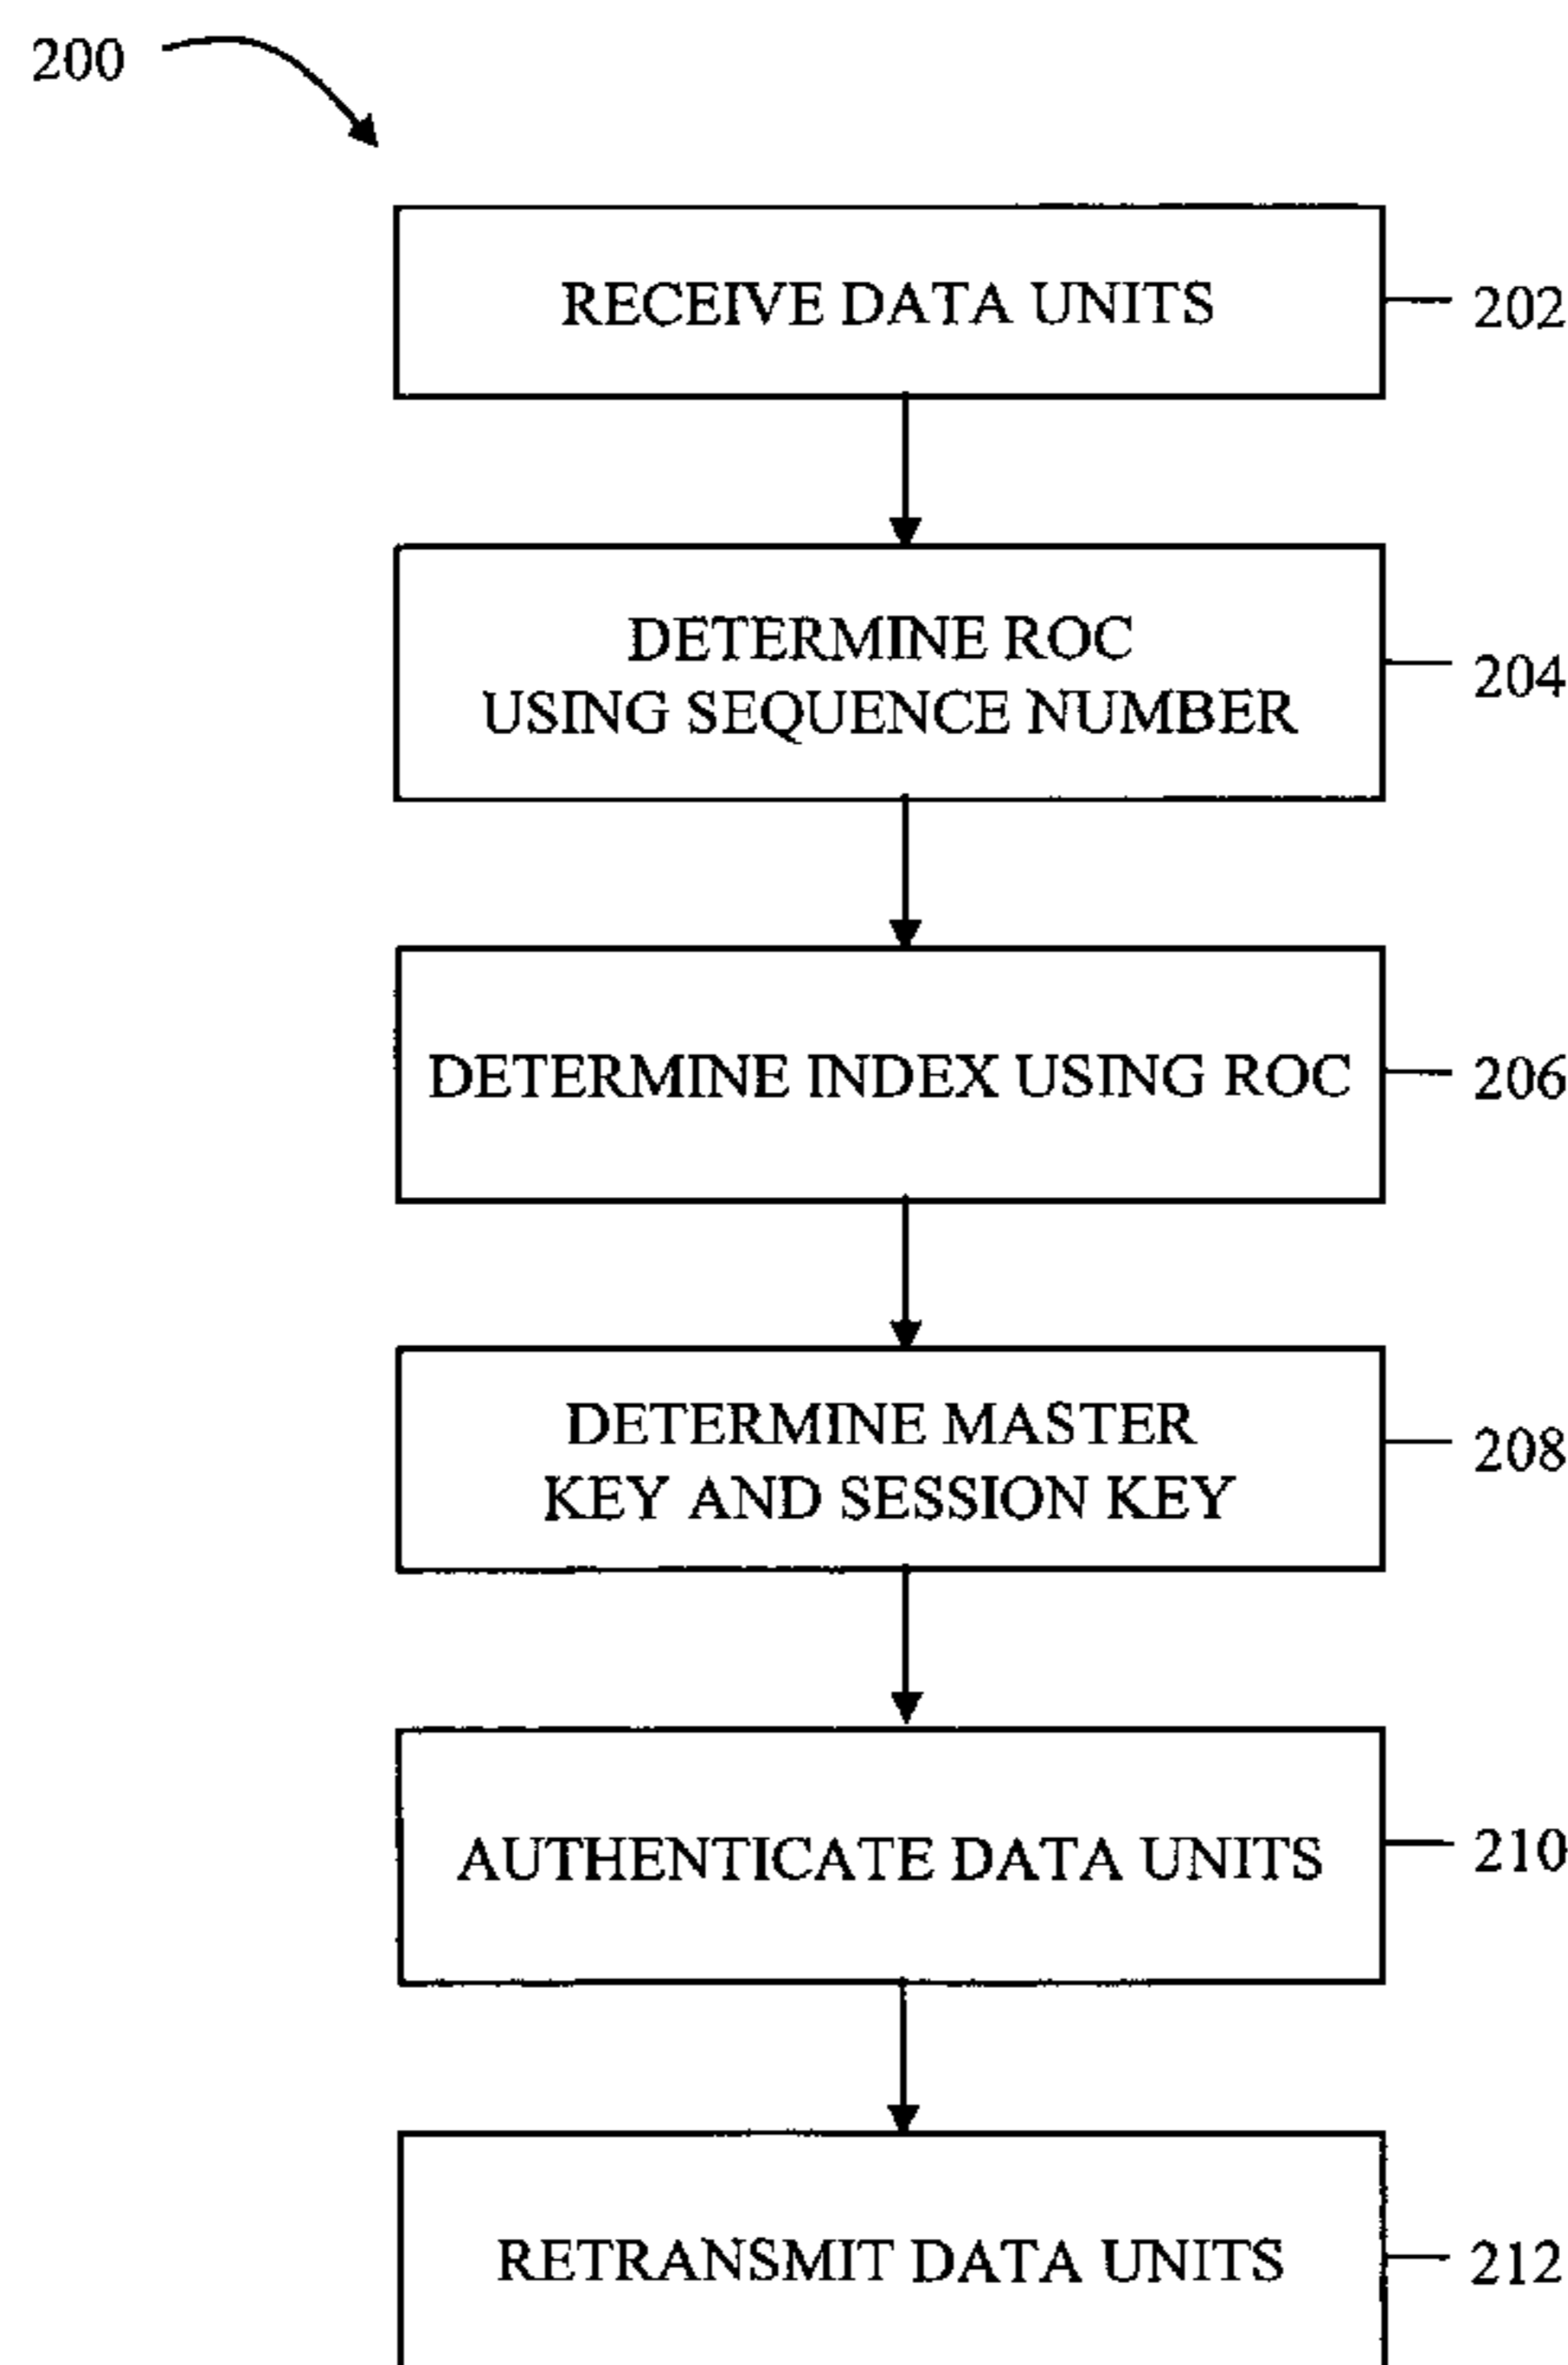 200
RECEIVE DATA UNITS
202
DETERMINE ROC
USING SEQUENCE NUMBER
204
DETERMINE INDEX USING ROC
206
DETERMINE MASTER
KEY AND SESSION KEY
208
AUTHENTICATE DATA UNITS
210
RETRANSMIT DATA UNITS
212